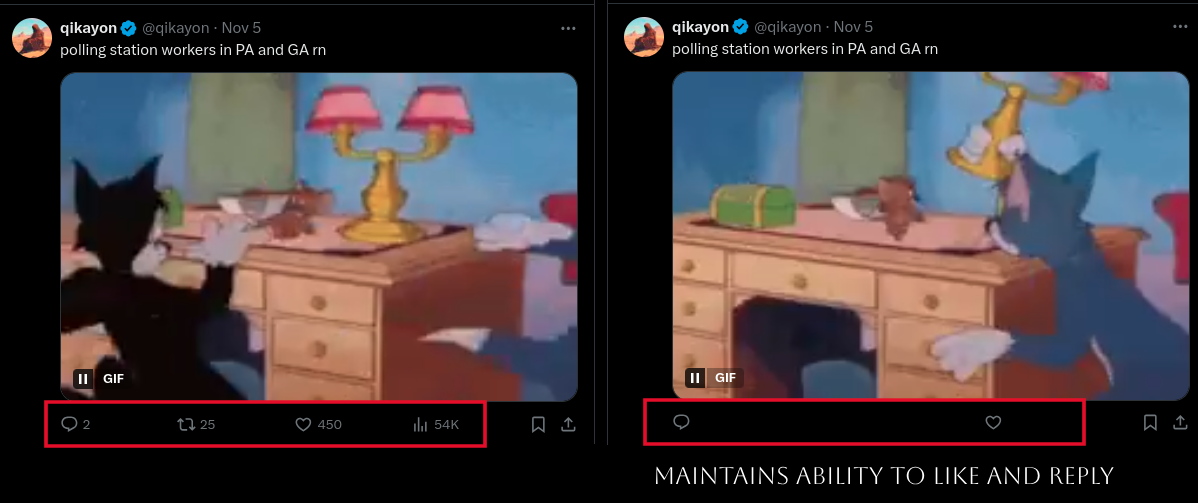 qikayon @qikayon · Nov 5
polling station workers in PA and GA rn
GIF
2 25 450 54K
qikayon @qikayon · Nov 5
polling station workers in PA and GA rn
GIF
MAINTAINS ABILITY TO LIKE AND REPLY